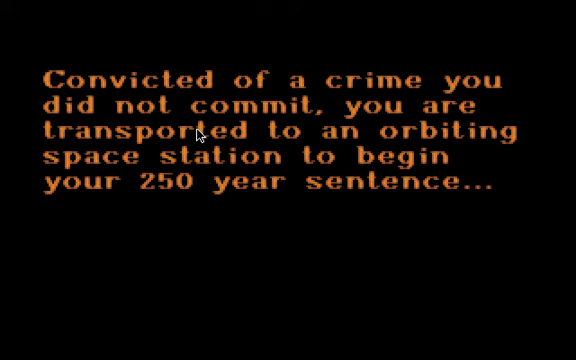 Convicted of a crime you
did not commit, you are
transported to an orbiting
space station to begin
your 250 year sentence...